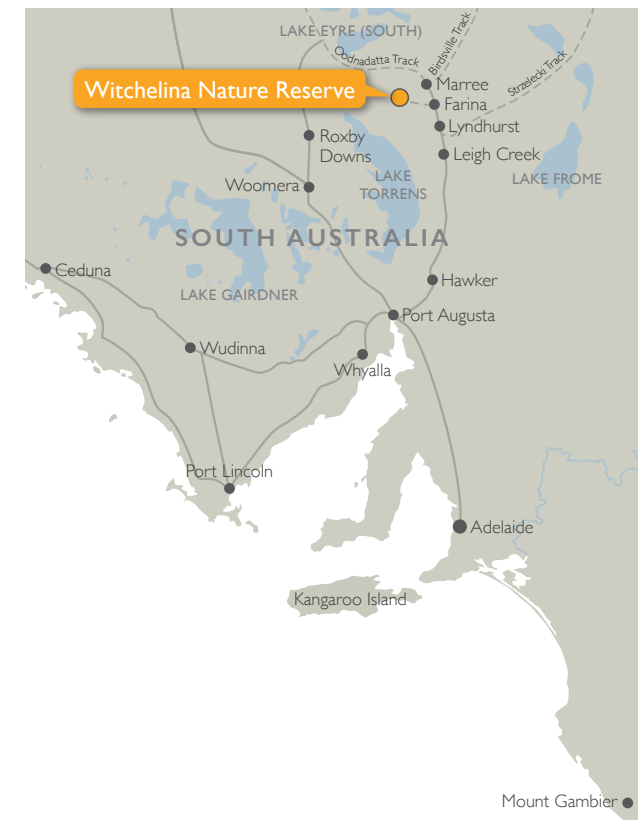 LAKE EYRE (SOUTH)
Oodnadatta Track
Birdsville Track
Strzelecki Track
Witchelina Nature Reserve
Marree
Farina
Lyndhurst
Roxby
Downs
Leigh Creek
LAKE
TORRENS
LAKE FROME
Woomera
SOUTH AUSTRALIA
Ceduna
Hawker
LAKE GAIRDNER
Port Augusta
Wudinna
Whyalla
Port Lincoln
Adelaide
Kangaroo Island
Mount Gambier